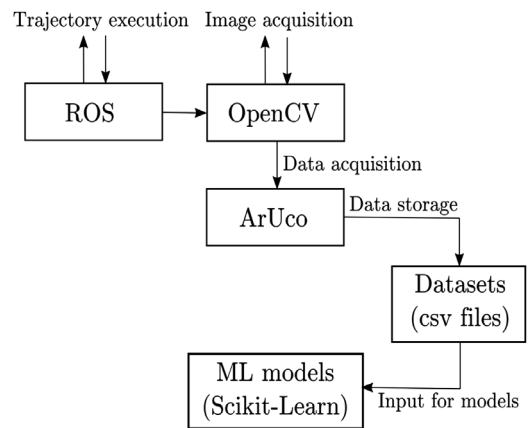 Trajectory execution
Image acquisition
ROS
OpenCV
Data acquisition
ArUco
Data storage
Datasets
(csv files)
ML models
(Scikit-Learn)
Input for models